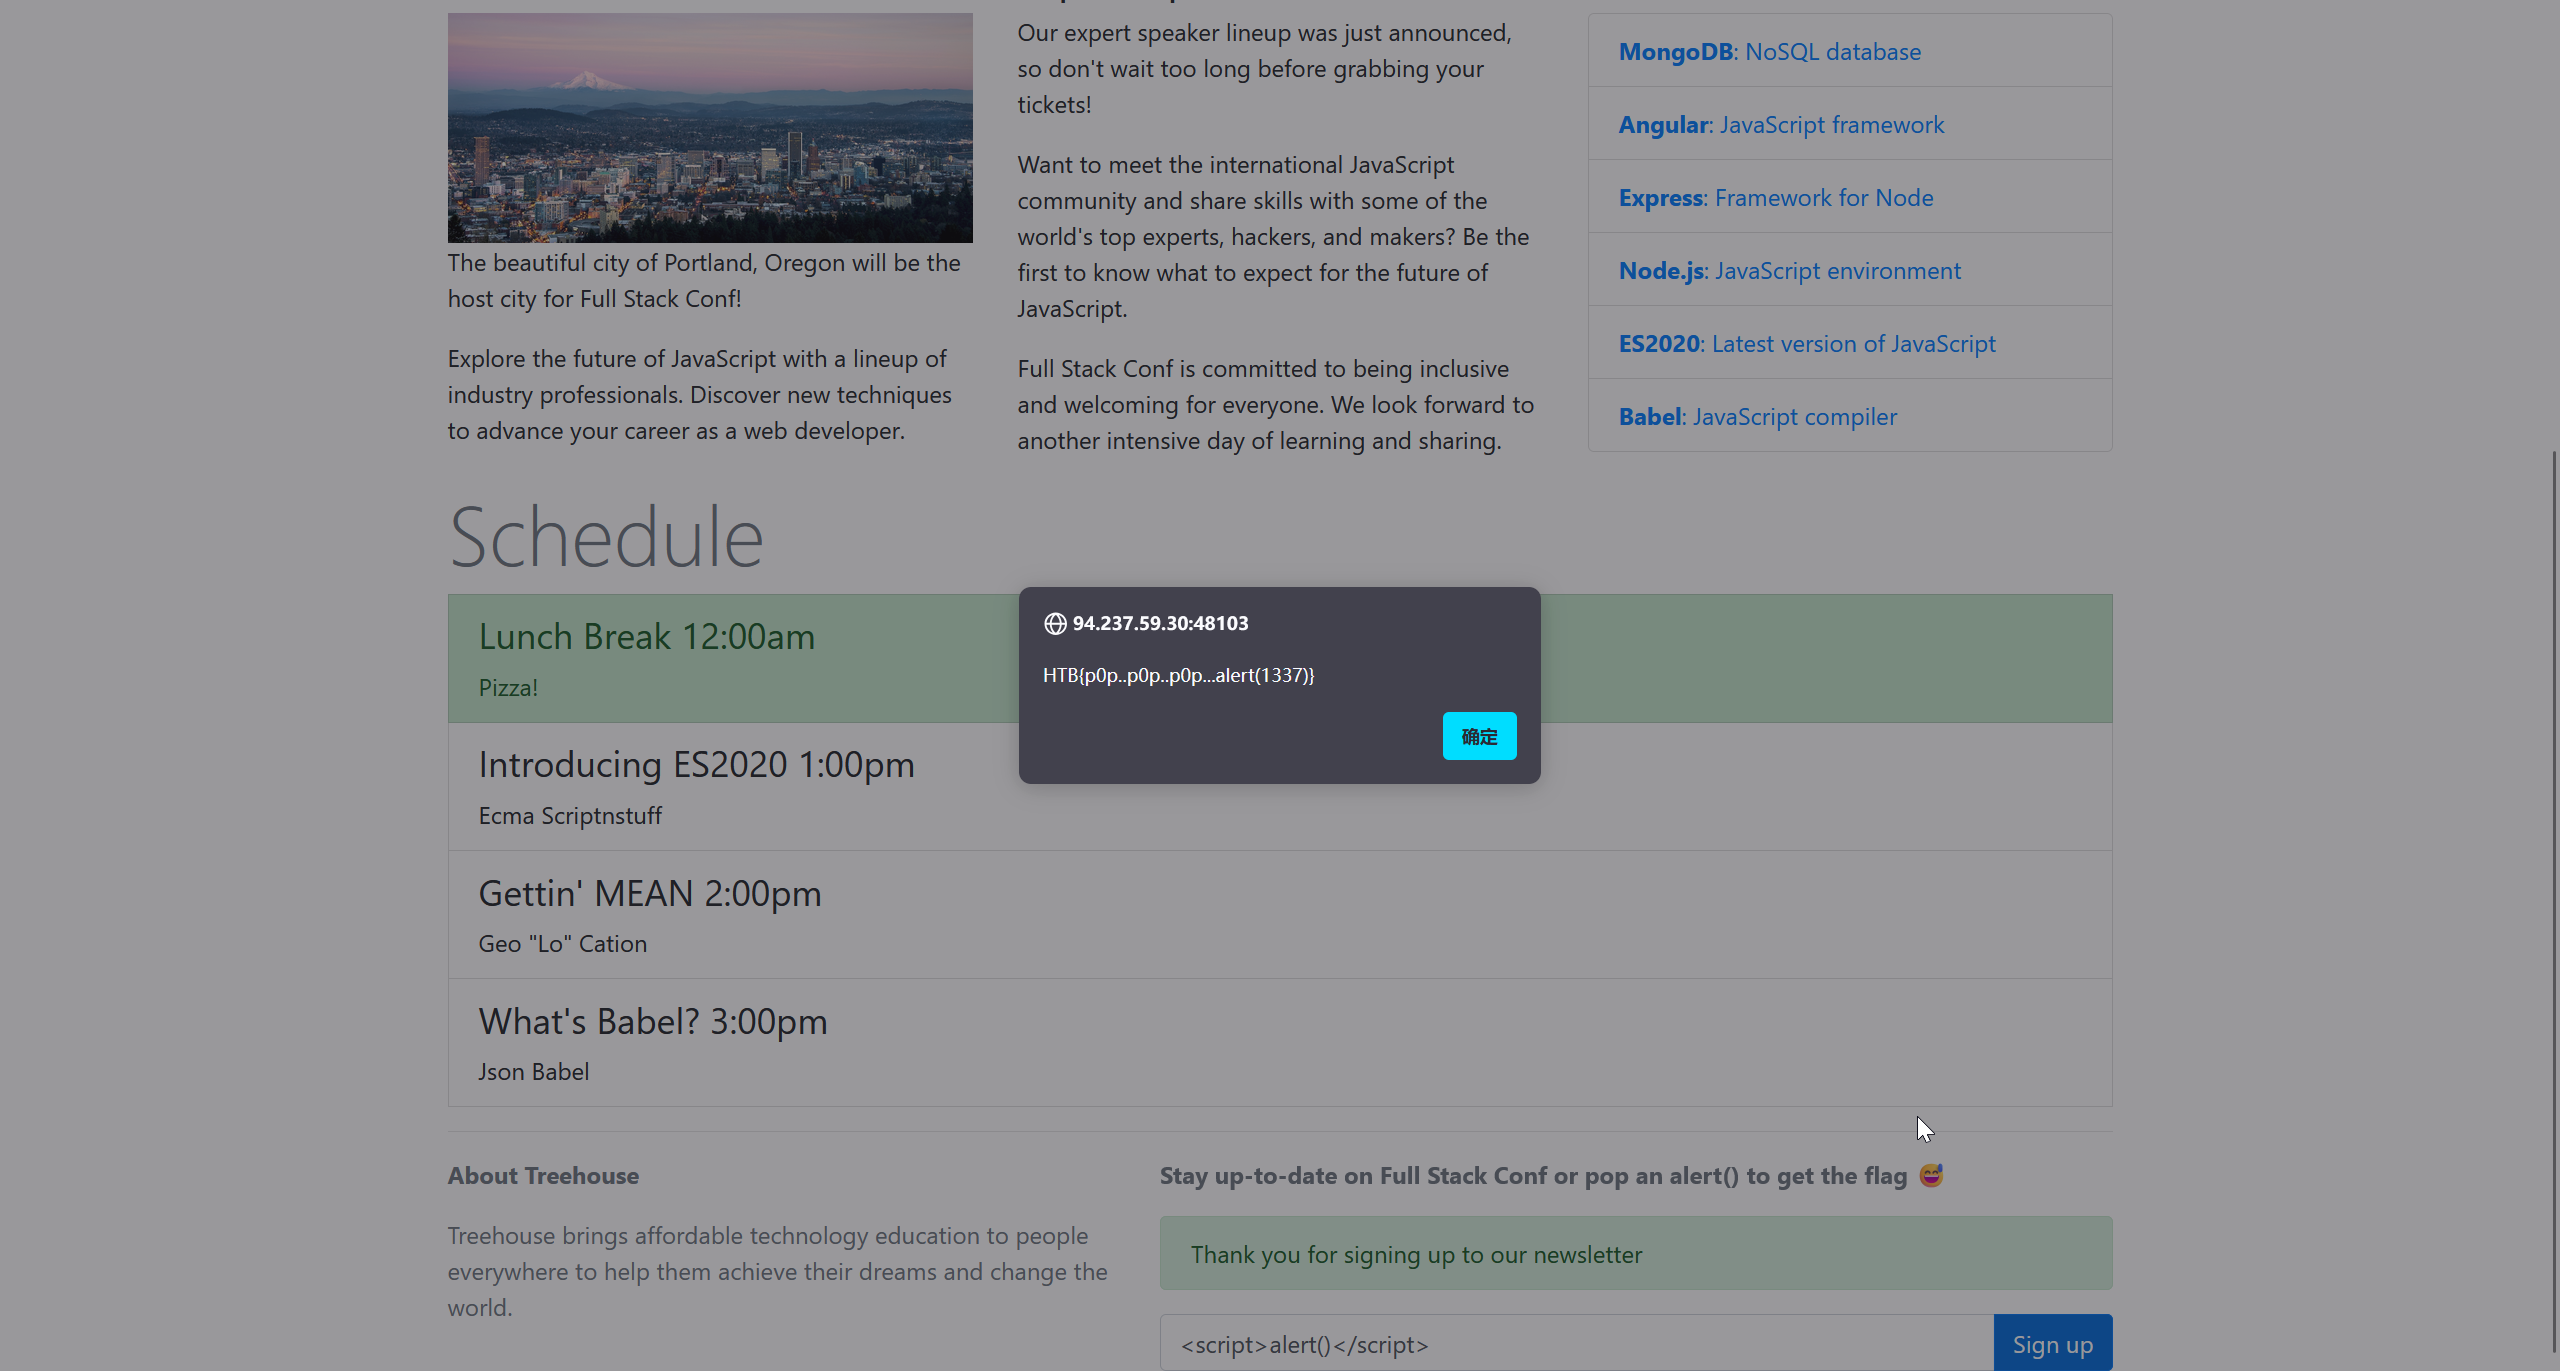 Our expert speaker lineup was just announced,
so don't wait too long before grabbing your
tickets!
Want to meet the international JavaScript
community and share skills with some of the
world's top experts, hackers, and makers? Be the
first to know what to expect for the future of
JavaScript.
Full Stack Conf is committed to being inclusive
and welcoming for everyone. We look forward to
another intensive day of learning and sharing.
The beautiful city of Portland, Oregon will be the
host city for Full Stack Conf!
Explore the future of JavaScript with a lineup of
industry professionals. Discover new techniques
to advance your career as a web developer.
MongoDB: NoSQL database
Angular: JavaScript framework
Express: Framework for Node
Node.js: JavaScript environment
ES2020: Latest version of JavaScript
Babel: JavaScript compiler
Schedule
Lunch Break 12:00am
Pizza!
Introducing ES2020 1:00pm
Ecma Scriptnstuff
Gettin' MEAN 2:00pm
Geo "Lo" Cation
What's Babel? 3:00pm
Json Babel
94.237.59.30:48103
HTB{p0p..p0p..p0p...alert(1337)}
确定
About Treehouse
Treehouse brings affordable technology education to people
everywhere to help them achieve their dreams and change the
world.
Stay up-to-date on Full Stack Conf or pop an alert() to get the flag 😅
Thank you for signing up to our newsletter
<script>alert()</script>
Sign up